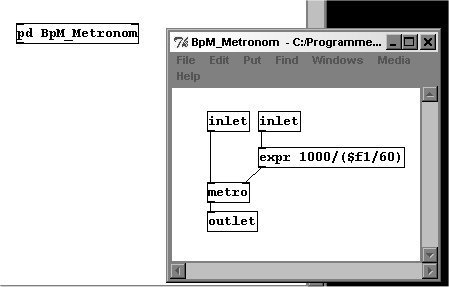 pd BpM_Metronom
BpM_Metronom - C:/Programme...
File Edit Put Find Windows Media
Help
inlet inlet
expr 1000/($f1/60)
metro
outlet